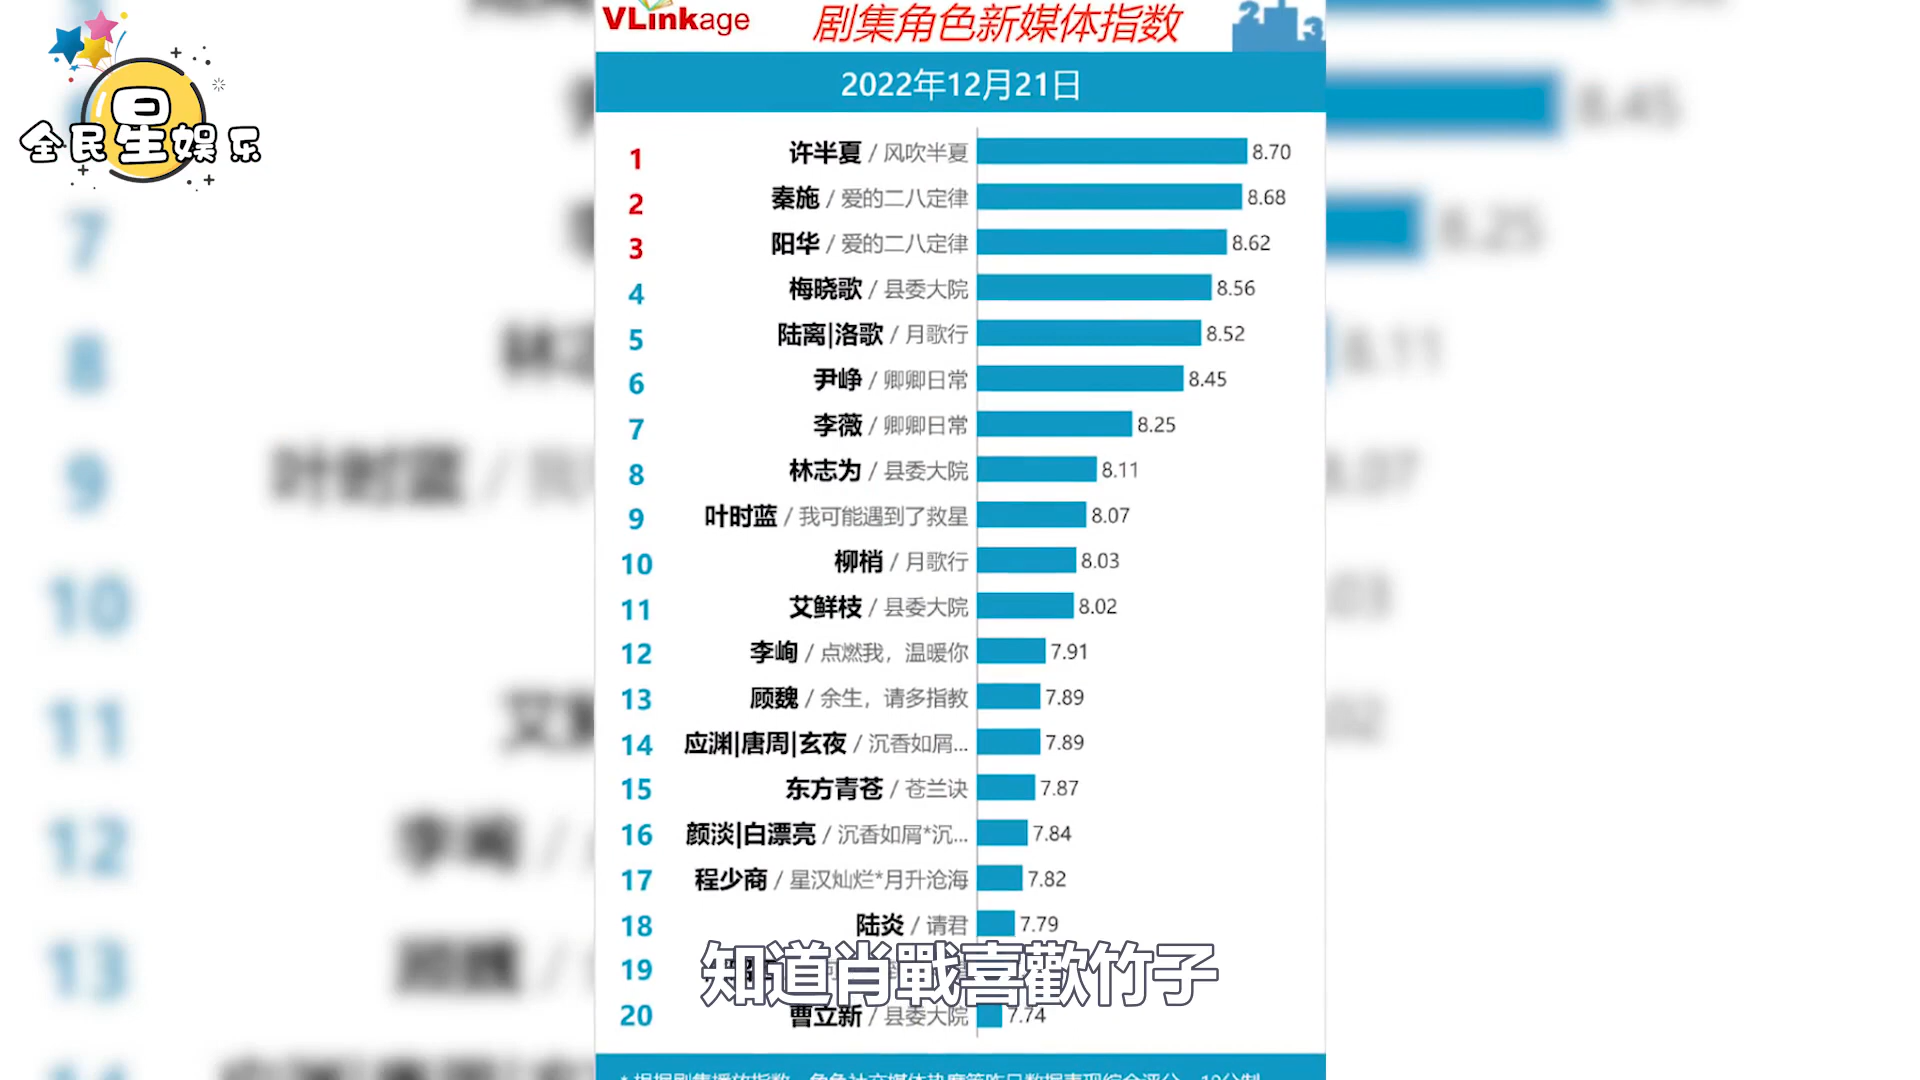 VLinkage
剧集角色新媒体指数
2 3
全民星娱乐
2022年12月21日
1 许半夏 / 风吹半夏 8.70
2 秦施 / 爱的二八定律 8.68
3 阳华 / 爱的二八定律 8.62
4 梅晓歌 / 县委大院 8.56
5 陆离|洛歌 / 月歌行 8.52
6 尹峥 / 卿卿日常 8.45
7 李薇 / 卿卿日常 8.25
8 林志为 / 县委大院 8.11
9 叶时蓝 / 我可能遇到了救星 8.07
10 柳梢 / 月歌行 8.03
11 艾鲜枝 / 县委大院 8.02
12 李峋 / 点燃我，温暖你 7.91
13 顾魏 / 余生，请多指教 7.89
14 应渊|唐周|玄夜 / 沉香如屑... 7.89
15 东方青苍 / 苍兰诀 7.87
16 颜淡|白漂亮 / 沉香如屑*沉... 7.84
17 程少商 / 星汉灿烂*月升沧海 7.82
18 陆炎 / 请君 7.79
19
知道肖戰喜歡竹子
20 曹立新 / 县委大院 7.74